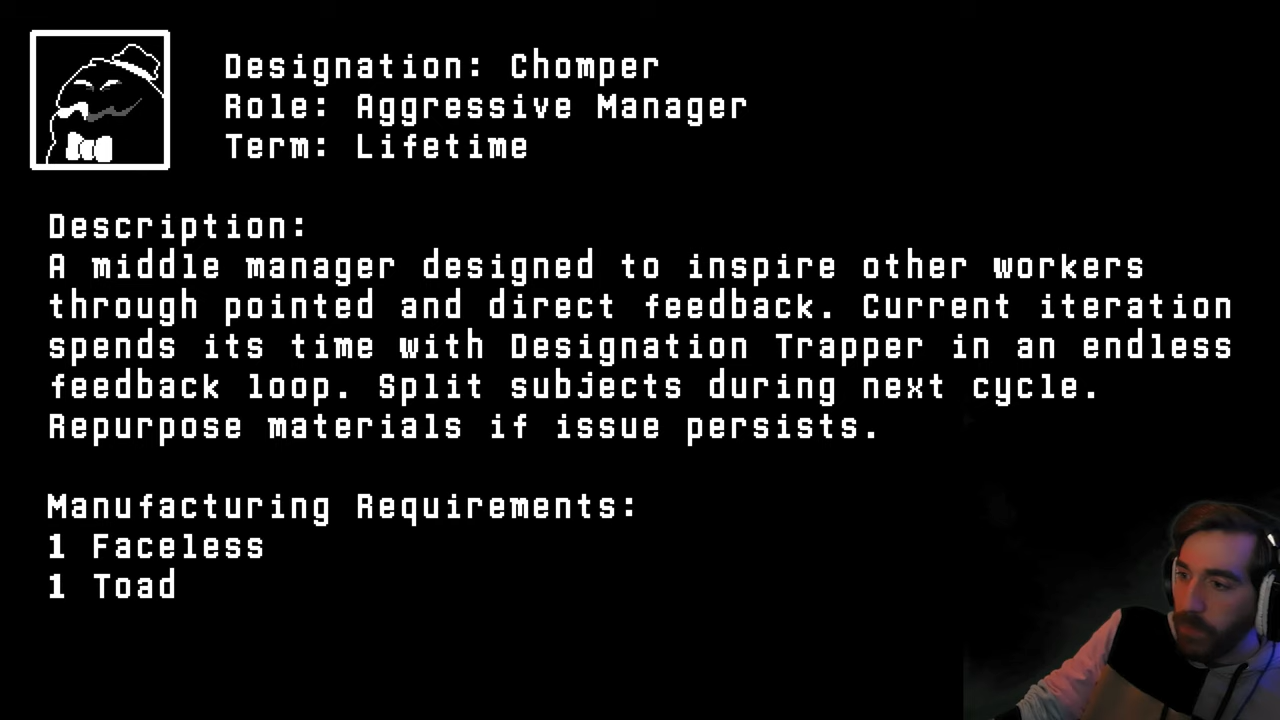 Designation: Chomper
Role: Aggressive Manager
Term: Lifetime
Description:
A middle manager designed to inspire other workers
through pointed and direct feedback. Current iteration
spends its time with Designation Trapper in an endless
feedback loop. Split subjects during next cycle.
Repurpose materials if issue persists.
Manufacturing Requirements:
1 Faceless
1 Toad